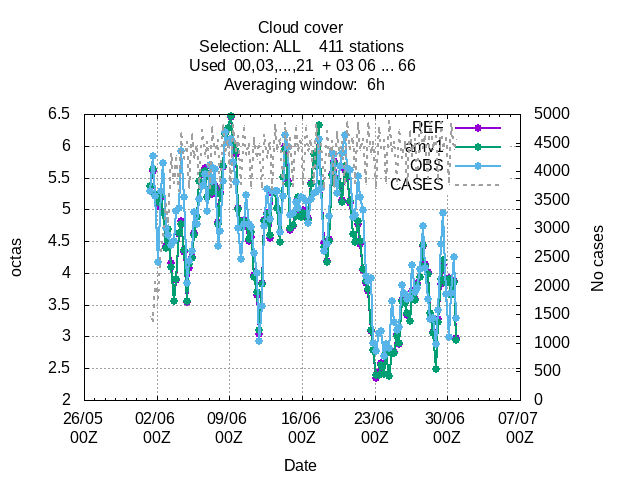 Cloud cover
Selection: ALL 411 stations
Used 00,03,...,21 + 03 06 ... 66
Averaging window: 6h
6.5
6
5.5
5
4.5
4
3.5
3
2.5
2
octas
5000
4500
4000
3500
3000
2500
2000
1500
1000
500
0
No cases
REF
amv1
OBS
CASES
26/05 02/06 09/06 16/06 23/06 30/06 07/07
00Z 00Z 00Z 00Z 00Z 00Z 00Z
Date